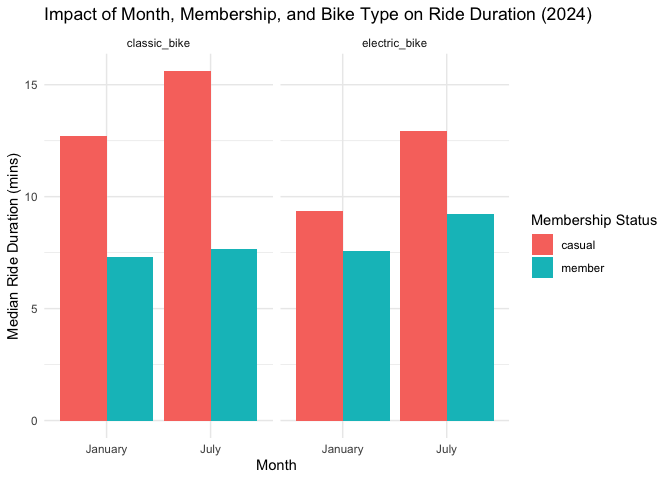 Impact of Month, Membership, and Bike Type on Ride Duration (2024)
classic_bike
electric_bike
15
10
5
0
Median Ride Duration (mins)
January
July
January
July
Month
Membership Status
casual
member